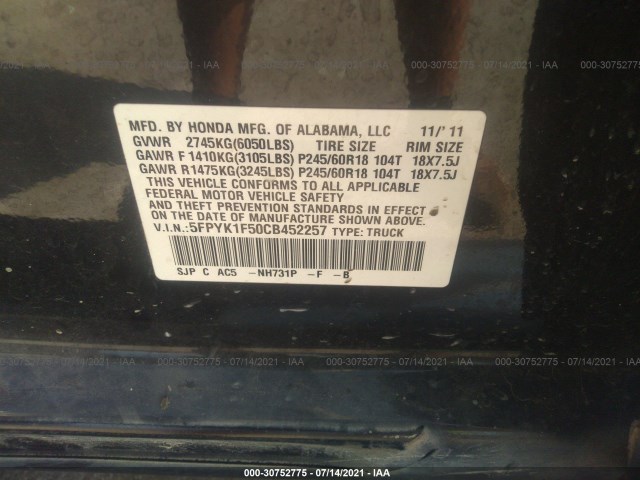 000-30752775 - 07/14/2021 - IAA
MFD. BY HONDA MFG. OF ALABAMA, LLC 11/'11
GVWR 2745KG(6050LBS) TIRE SIZE RIM SIZE
GAWR F 1410KG(3105LBS) P245/60R18 104T 18X7.5J
GAWR R1475KG(3245LBS) P245/60R18 104T 18X7.5J
THIS VEHICLE CONFORMS TO ALL APPLICABLE
FEDERAL MOTOR VEHICLE SAFETY
AND THEFT PREVENTION STANDARDS IN EFFECT
ON THE DATE OF MANUFACTURE SHOWN ABOVE.
V.I.N.:5FPYK1F50CB452257 TYPE: TRUCK
SJP C AC5 -NH731P -F -B
000-30752775 - 07/14/2021 - IAA
000-30752775 - 07/14/2021 - IAA